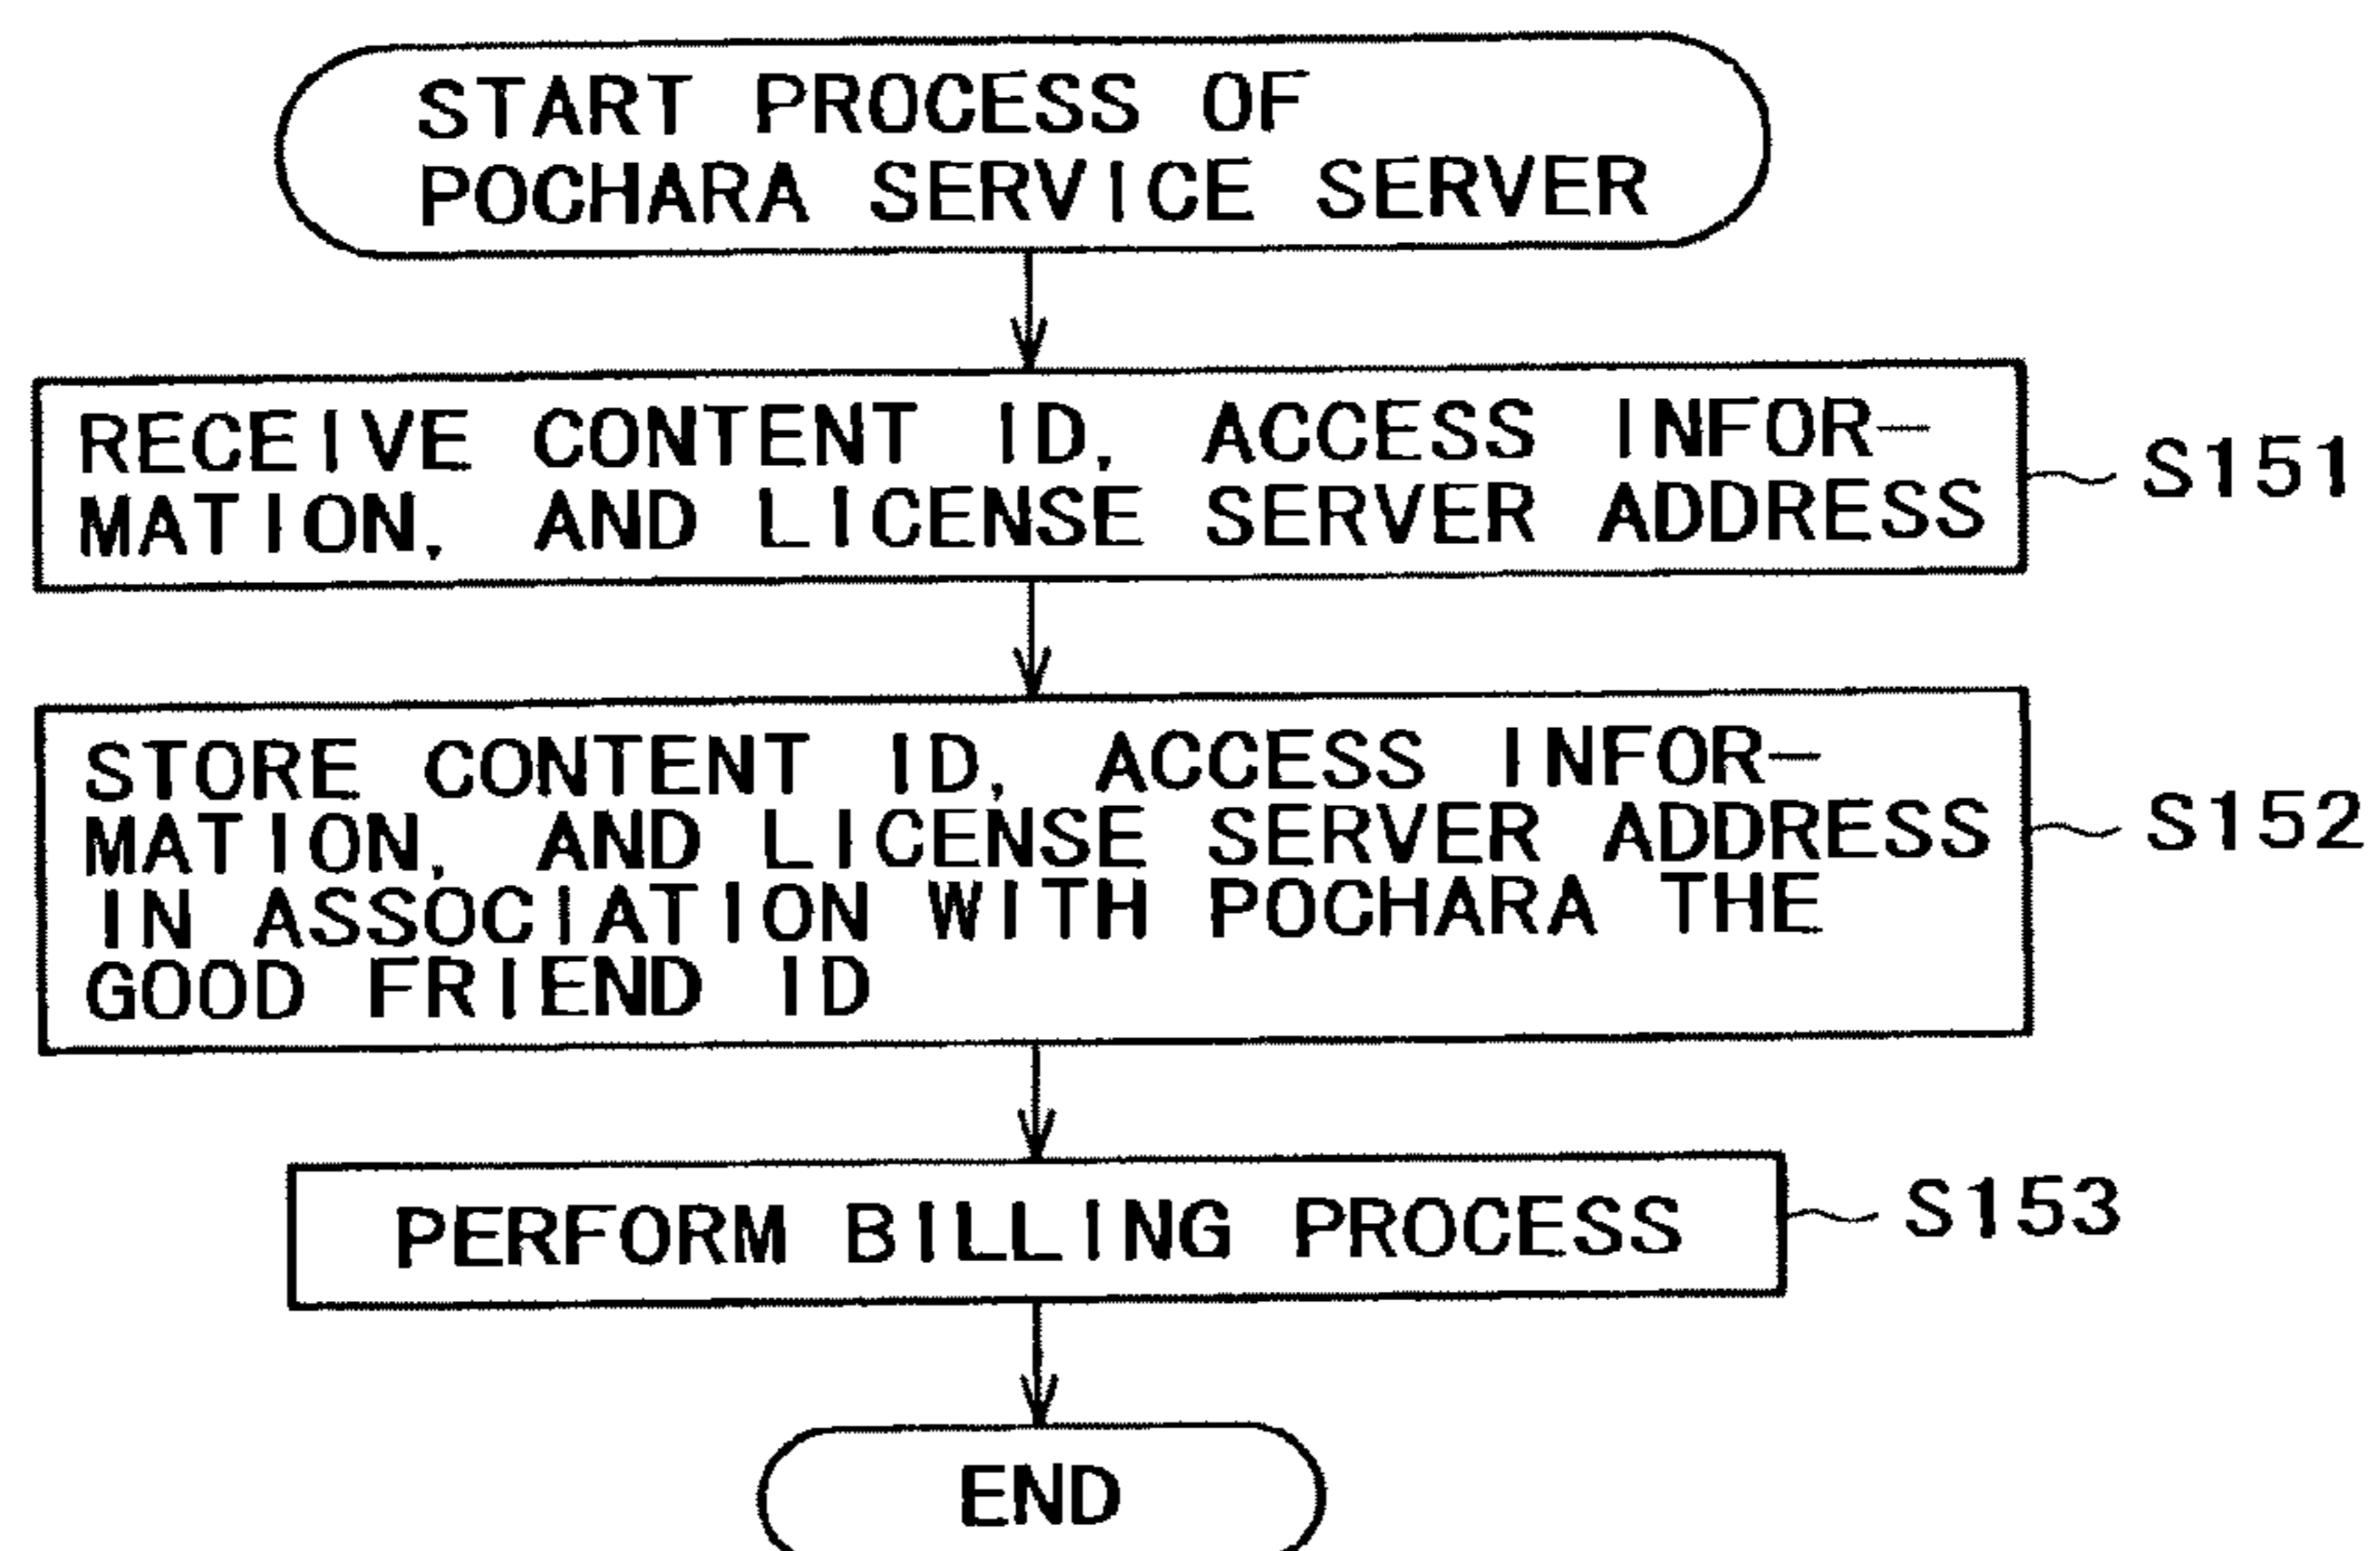 START PROCESS OF
POCHARA SERVICE SERVER
RECEIVE CONTENT ID, ACCESS INFOR-
MATION, AND LICENSE SERVER ADDRESS
S151
STORE CONTENT ID, ACCESS INFOR-
MATION, AND LICENSE SERVER ADDRESS
IN ASSOCIATION WITH POCHARA THE
GOOD FRIEND ID
S152
PERFORM BILLING PROCESS
S153
END